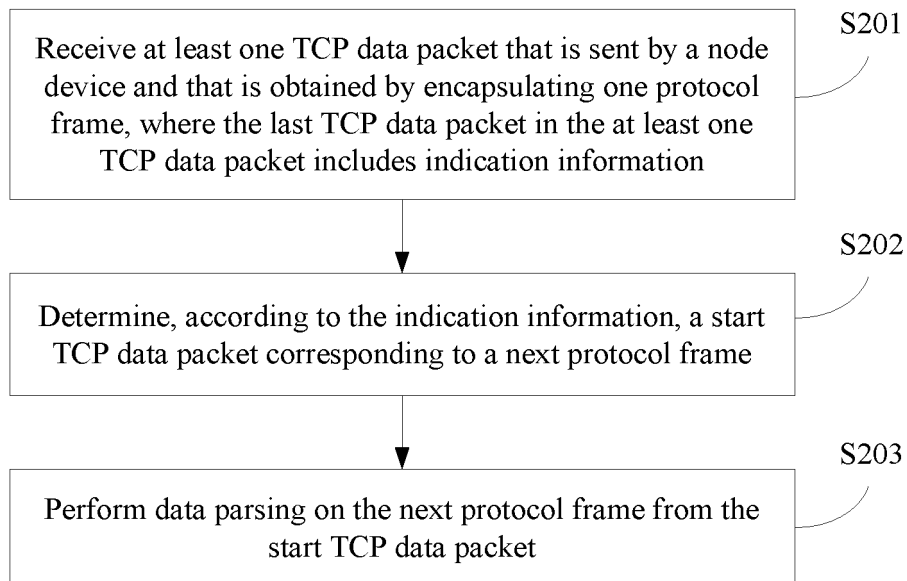 S201
Receive at least one TCP data packet that is sent by a node
device and that is obtained by encapsulating one protocol
frame, where the last TCP data packet in the at least one
TCP data packet includes indication information
S202
Determine, according to the indication information, a start
TCP data packet corresponding to a next protocol frame
S203
Perform data parsing on the next protocol frame from the
start TCP data packet